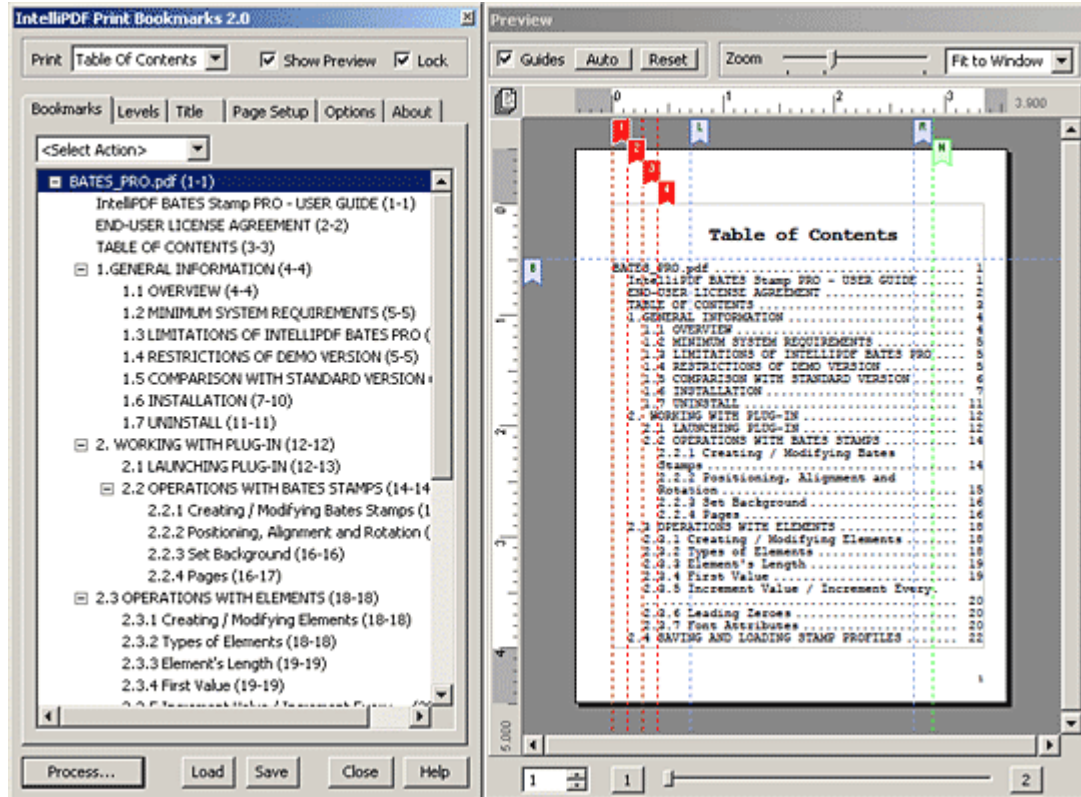 IntelliPDF Print Bookmarks 2.0
Print Table Of Contents Show Preview Lock
Bookmarks Levels Title Page Setup Options About
<Select Action>
BATES_PRO.pdf (1-1)
IntelliPDF BATES Stamp PRO - USER GUIDE (1-1)
END-USER LICENSE AGREEMENT (2-2)
TABLE OF CONTENTS (3-3)
1.GENERAL INFORMATION (4-4)
1.1 OVERVIEW (4-4)
1.2 MINIMUM SYSTEM REQUIREMENTS (5-5)
1.3 LIMITATIONS OF INTELLIPDF BATES PRO (
1.4 RESTRICTIONS OF DEMO VERSION (5-5)
1.5 COMPARISON WITH STANDARD VERSION
1.6 INSTALLATION (7-10)
1.7 UNINSTALL (11-11)
2. WORKING WITH PLUG-IN (12-12)
2.1 LAUNCHING PLUG-IN (12-13)
2.2 OPERATIONS WITH BATES STAMPS (14-14
2.2.1 Creating / Modifying Bates Stamps (1
2.2.2 Positioning, Alignment and Rotation (
2.2.3 Set Background (16-16)
2.2.4 Pages (16-17)
2.3 OPERATIONS WITH ELEMENTS (18-18)
2.3.1 Creating / Modifying Elements (18-18)
2.3.2 Types of Elements (18-18)
2.3.3 Element's Length (19-19)
2.3.4 First Value (19-19)
Process... Load Save Close Help
Preview
Guides Auto Reset Zoom Fit to Window
0 1 2 3 3.900
1 L R
2 N
3
4
0
Table of Contents
B
BATES_PRO.pdf .......... 1
IntelliPDF BATES Stamp PRO - USER GUIDE ...... 1
END-USER LICENSE AGREEMENT .......... 2
TABLE OF CONTENTS .......... 3
1.GENERAL INFORMATION .......... 4
1.1 OVERVIEW .......... 4
1.2 MINIMUM SYSTEM REQUIREMENTS .......... 5
1.3 LIMITATIONS OF INTELLIPDF BATES PRO .... 5
1.4 RESTRICTIONS OF DEMO VERSION .......... 5
1.5 COMPARISON WITH STANDARD VERSION ...... 6
1.6 INSTALLATION .......... 7
1.7 UNINSTALL .......... 11
2. WORKING WITH PLUG-IN .......... 12
2.1 LAUNCHING PLUG-IN .......... 12
2.2 OPERATIONS WITH BATES STAMPS .......... 14
2.2.1 Creating / Modifying Bates
Stamps .......... 14
2.2.2 Positioning, Alignment and
Rotation .......... 15
2.2.3 Set Background .......... 16
2.2.4 Pages .......... 16
2.3 OPERATIONS WITH ELEMENTS .......... 18
2.3.1 Creating / Modifying Elements ...... 18
2.3.2 Types of Elements .......... 18
2.3.3 Element's Length .......... 19
2.3.4 First Value .......... 19
2.3.5 Increment Value / Increment Every.
.......... 20
2.3.6 Leading Zeroes .......... 20
2.3.7 Font Attributes .......... 20
2.4 SAVING AND LOADING STAMP PROFILES ...... 22
1
1
2
3
4
5.000
1 1 2